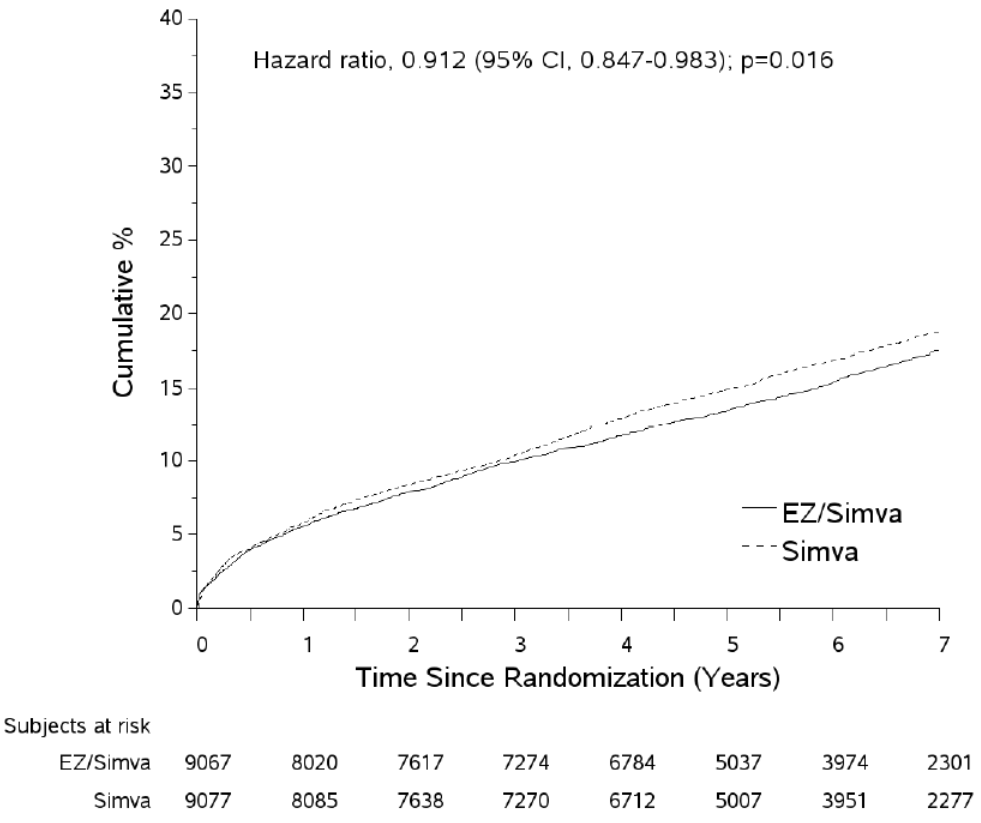 40
Hazard ratio, 0.912 (95% CI, 0.847-0.983); p=0.016
35
30
25
Cumulative %
20
15
10
EZ/Simva
5
Simva
0
0 1 2 3 4 5 6 7
Time Since Randomization (Years)
Subjects at risk
EZ/Simva 9067 8020 7617 7274 6784 5037 3974 2301
Simva 9077 8085 7638 7270 6712 5007 3951 2277